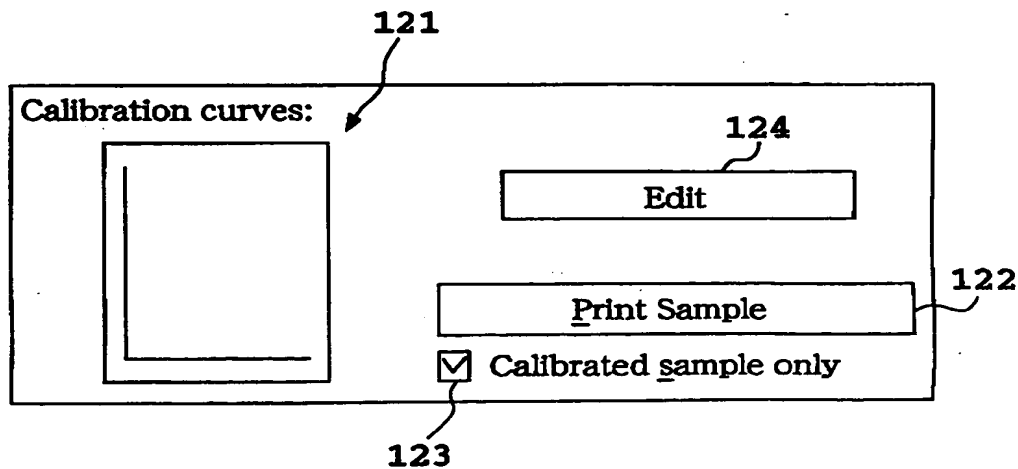 121
Calibration curves:
124
Edit
122
Print Sample
Calibrated sample only
123